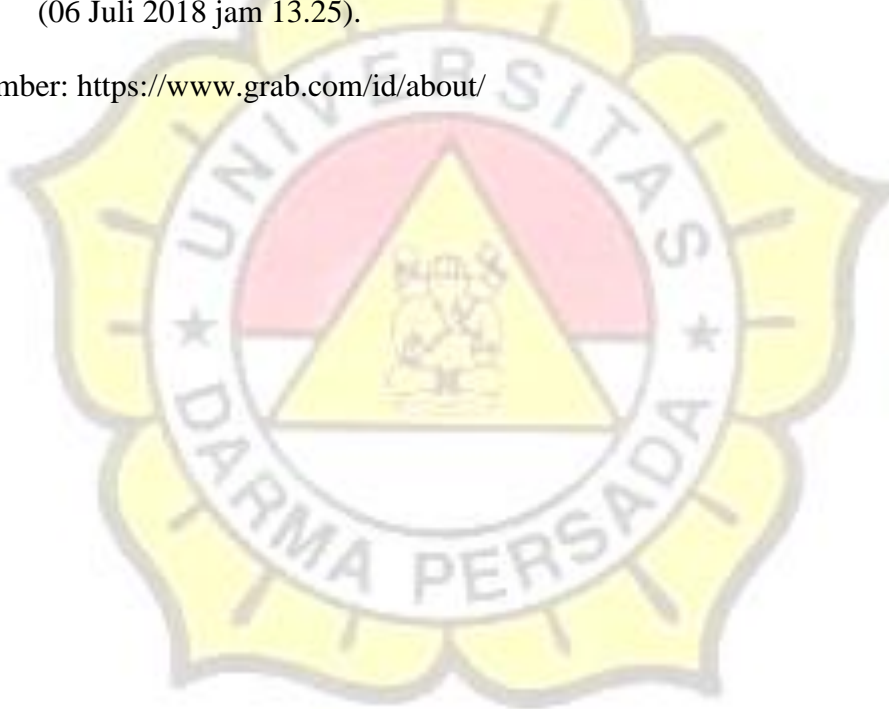 (06 Juli 2018 jam 13.25).
mber: https://www.grab.com/id/about/
UNIVERSITAS
DARMA PERSADA